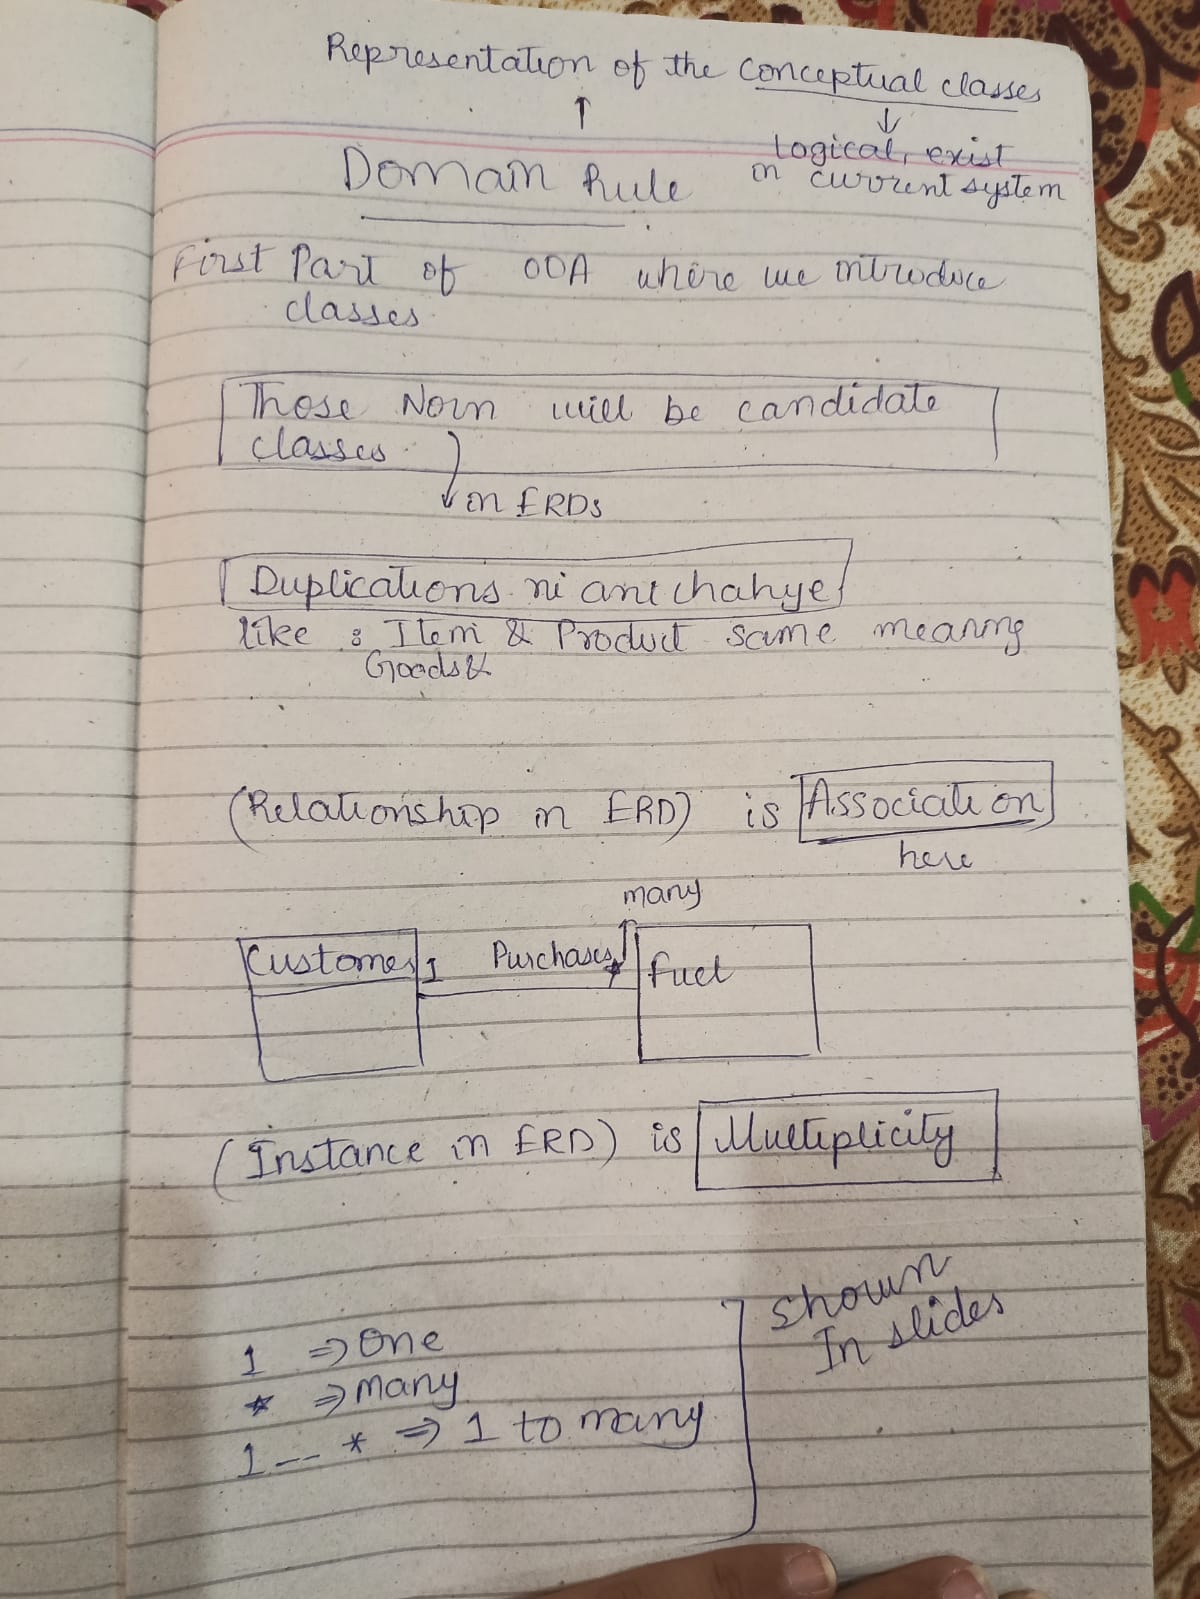 Representation of the conceptual classes
↑
↓
Logical, exist
in current system
Domain Rule
First Part of OOA where we introduce
classes
Those Noun will be candidate
classes
in ERDs
Duplications ni ani chahye
like : Item & Product same meaning
Goods &
(Relationship in ERD) is Association
here
many
Customer 1 Purchases * Fuel
(Instance in ERD) is Multiplicity
1 ⇒ One
* ⇒ many
1--* ⇒ 1 to many
Shown
In slides